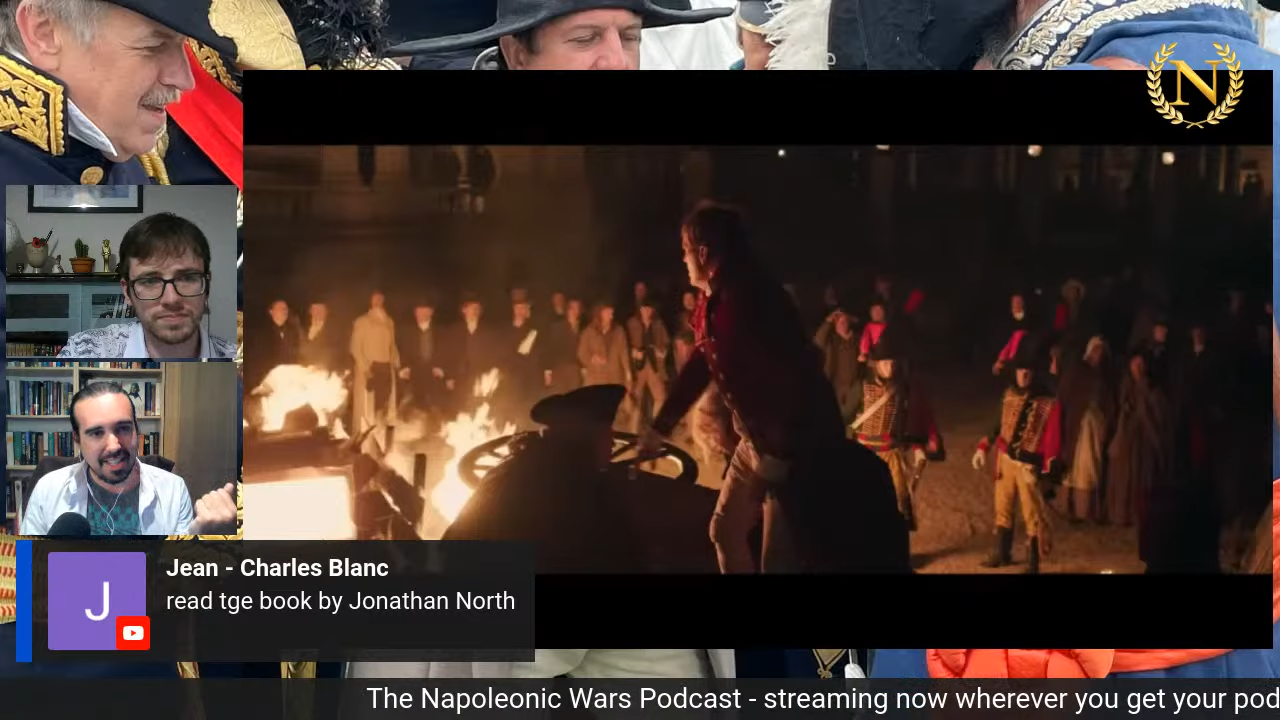 N
Jean - Charles Blanc
J
read tge book by Jonathan North
The Napoleonic Wars Podcast - streaming now wherever you get your pod